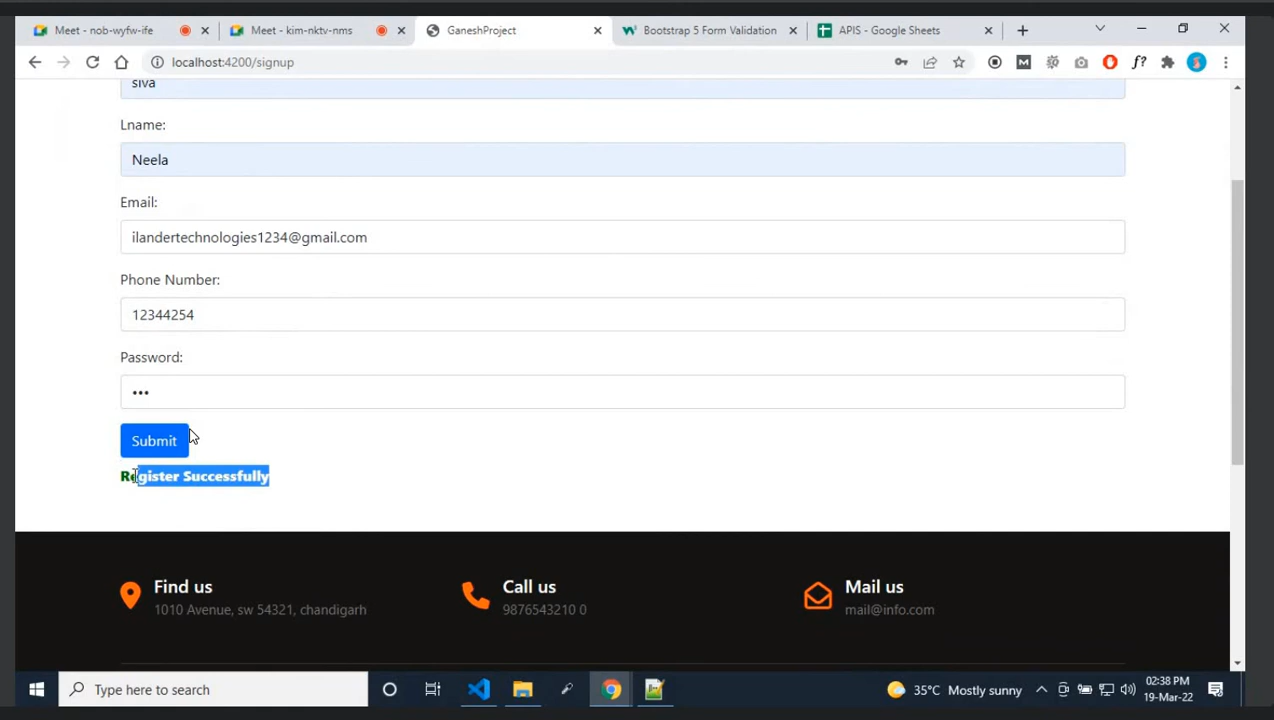 Meet - nob-wyfw-ife
Meet - kim-nktv-nms
GaneshProject
Bootstrap 5 Form Validation
APIS - Google Sheets
localhost:4200/signup
f?
siva
Lname:
Neela
Email:
ilandertechnologies1234@gmail.com
Phone Number:
12344254
Password:
•••
Submit
Register Successfully
Find us
1010 Avenue, sw 54321, chandigarh
Call us
9876543210 0
Mail us
mail@info.com
Type here to search
35°C Mostly sunny
02:38 PM
19-Mar-22